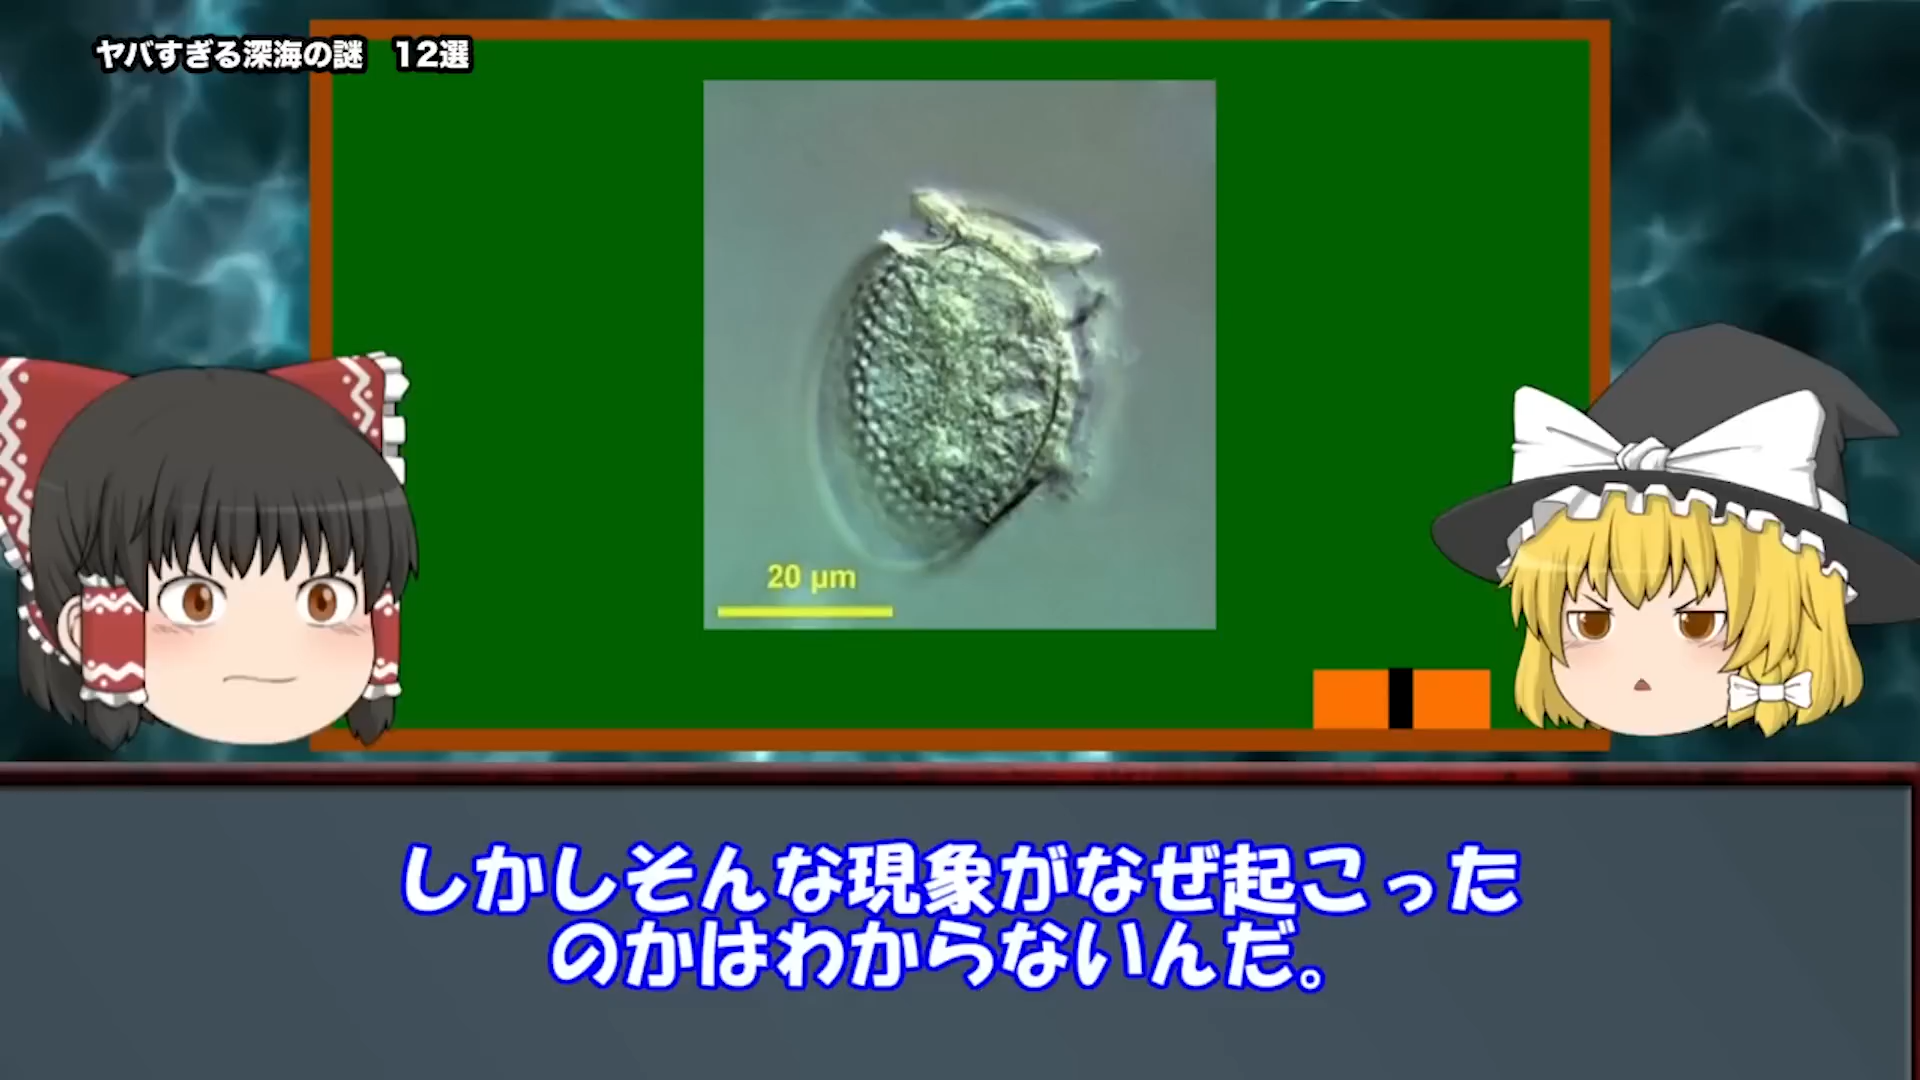 ヤバすぎる深海の謎　12選
20 µm
しかしそんな現象がなぜ起こった
のかはわからないんだ。